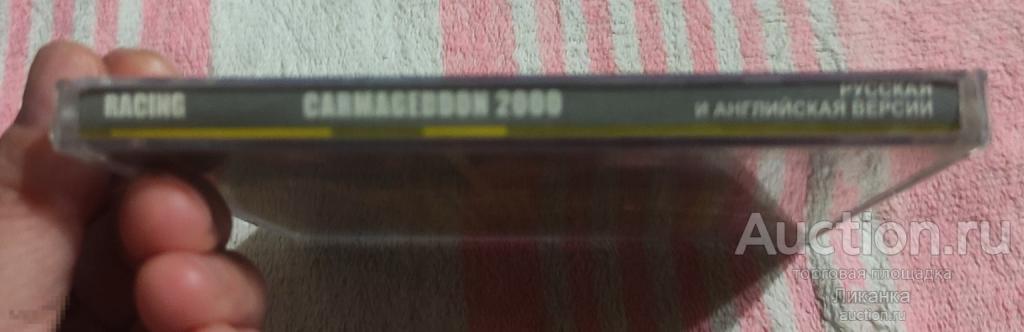 RACING
CARMAGEDDON 2000
РУССКАЯ
И АНГЛИЙСКАЯ ВЕРСИИ
Auction.ru
торговая площадка
Ликанка
auction.ru